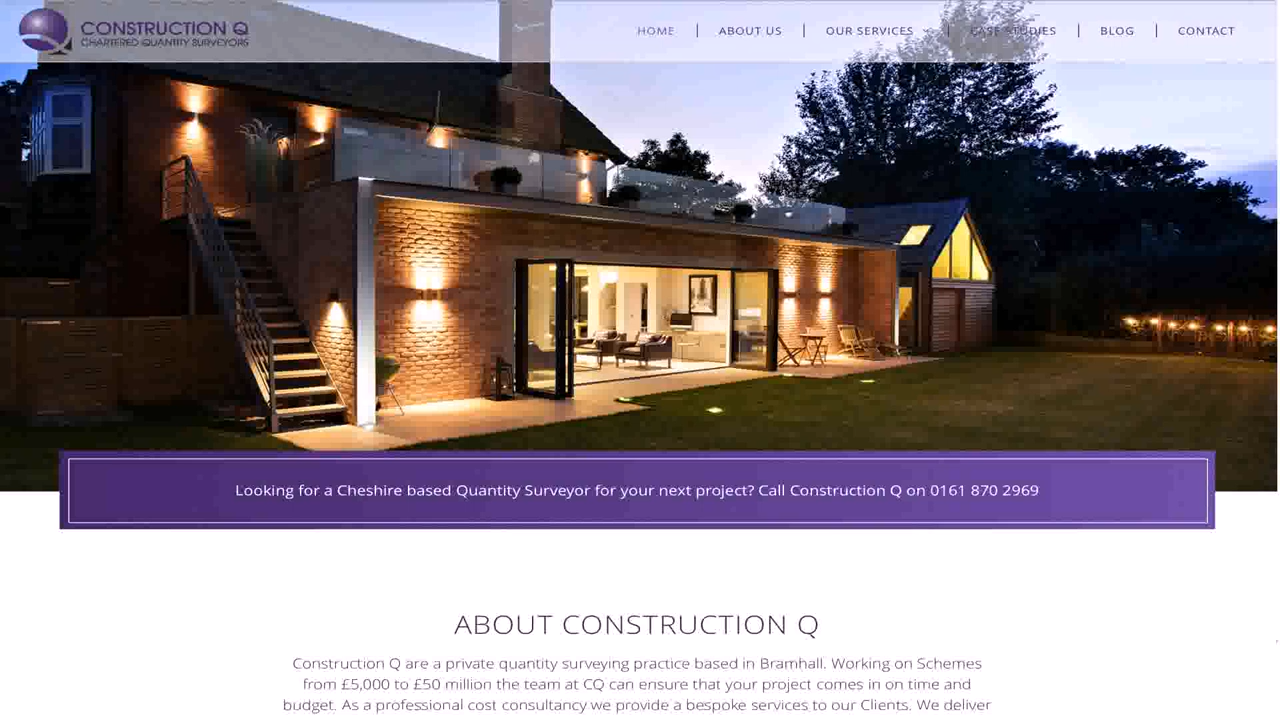 CONSTRUCTION Q
CHARTERED QUANTITY SURVEYORS
HOME
ABOUT US
OUR SERVICES
CASE STUDIES
BLOG
CONTACT
Looking for a Cheshire based Quantity Surveyor for your next project? Call Construction Q on 0161 870 2969
ABOUT CONSTRUCTION Q
Construction Q are a private quantity surveying practice based in Bramhall. Working on Schemes
from £5,000 to £50 million the team at CQ can ensure that your project comes in on time and
budget. As a professional cost consultancy we provide a bespoke services to our Clients. We deliver